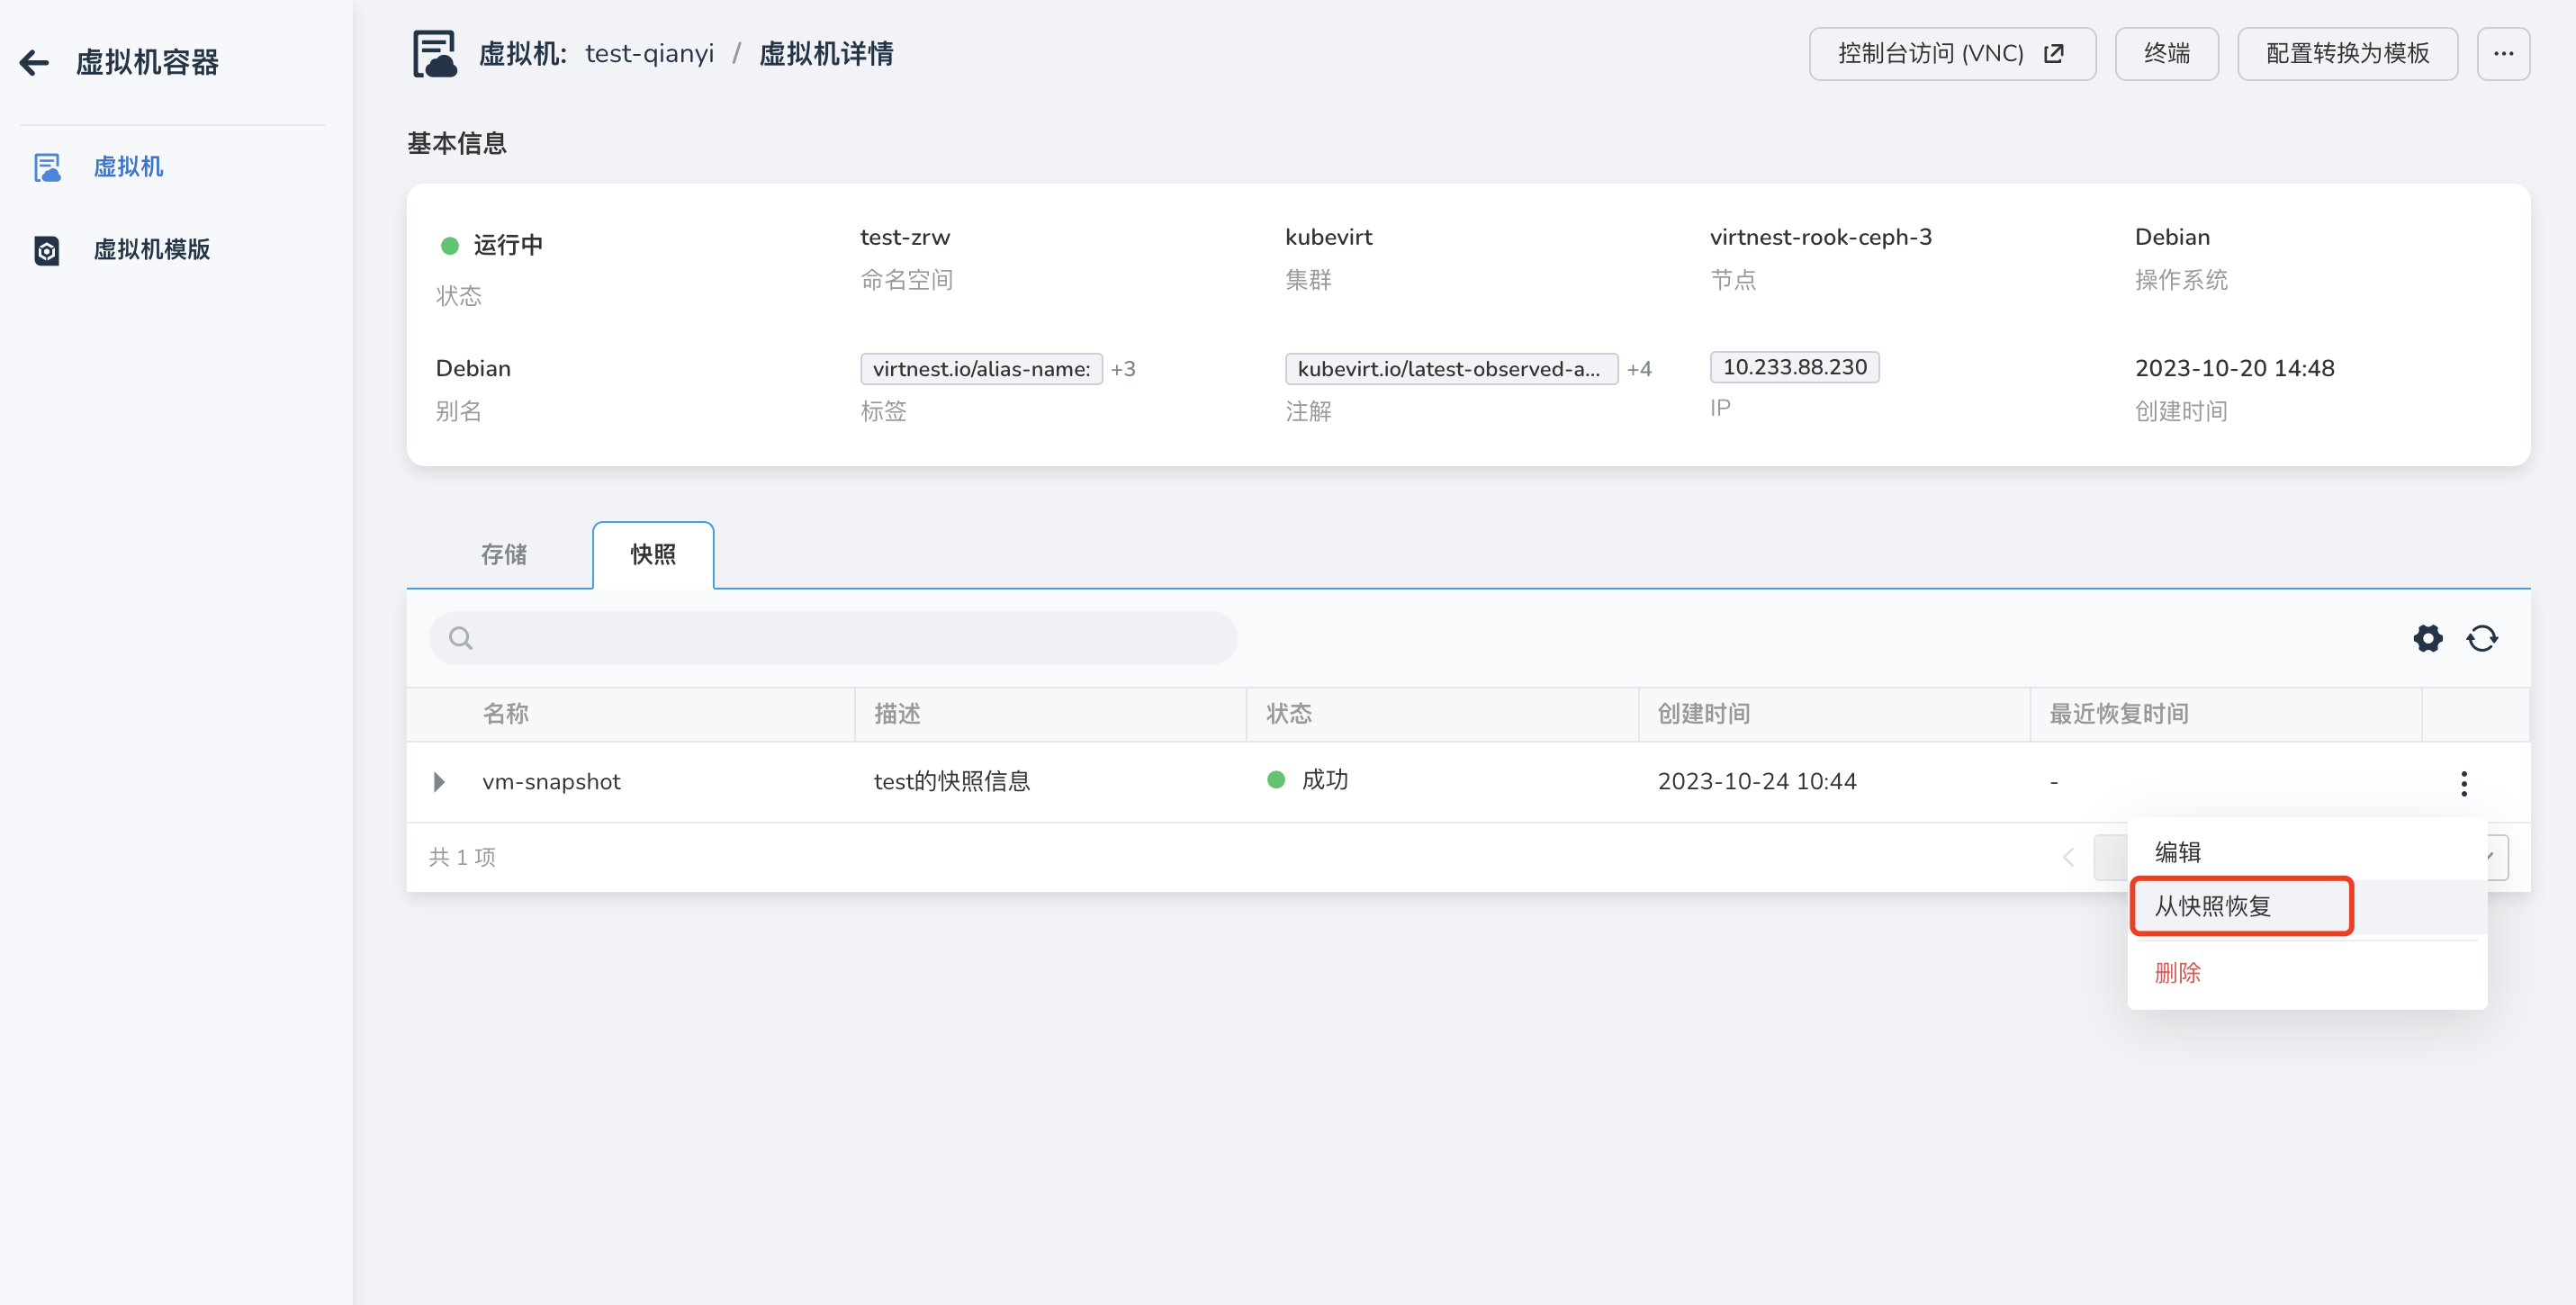 虚拟机容器
虚拟机
虚拟机模版
虚拟机: test-qianyi / 虚拟机详情
控制台访问 (VNC)
终端
配置转换为模板
基本信息
运行中
状态
test-zrw
命名空间
kubevirt
集群
virtnest-rook-ceph-3
节点
Debian
操作系统
Debian
别名
virtnest.io/alias-name: +3
标签
kubevirt.io/latest-observed-a... +4
注解
10.233.88.230
IP
2023-10-20 14:48
创建时间
存储 快照
名称 描述 状态 创建时间 最近恢复时间
vm-snapshot test的快照信息 成功 2023-10-24 10:44 -
共 1 项
编辑
从快照恢复
删除